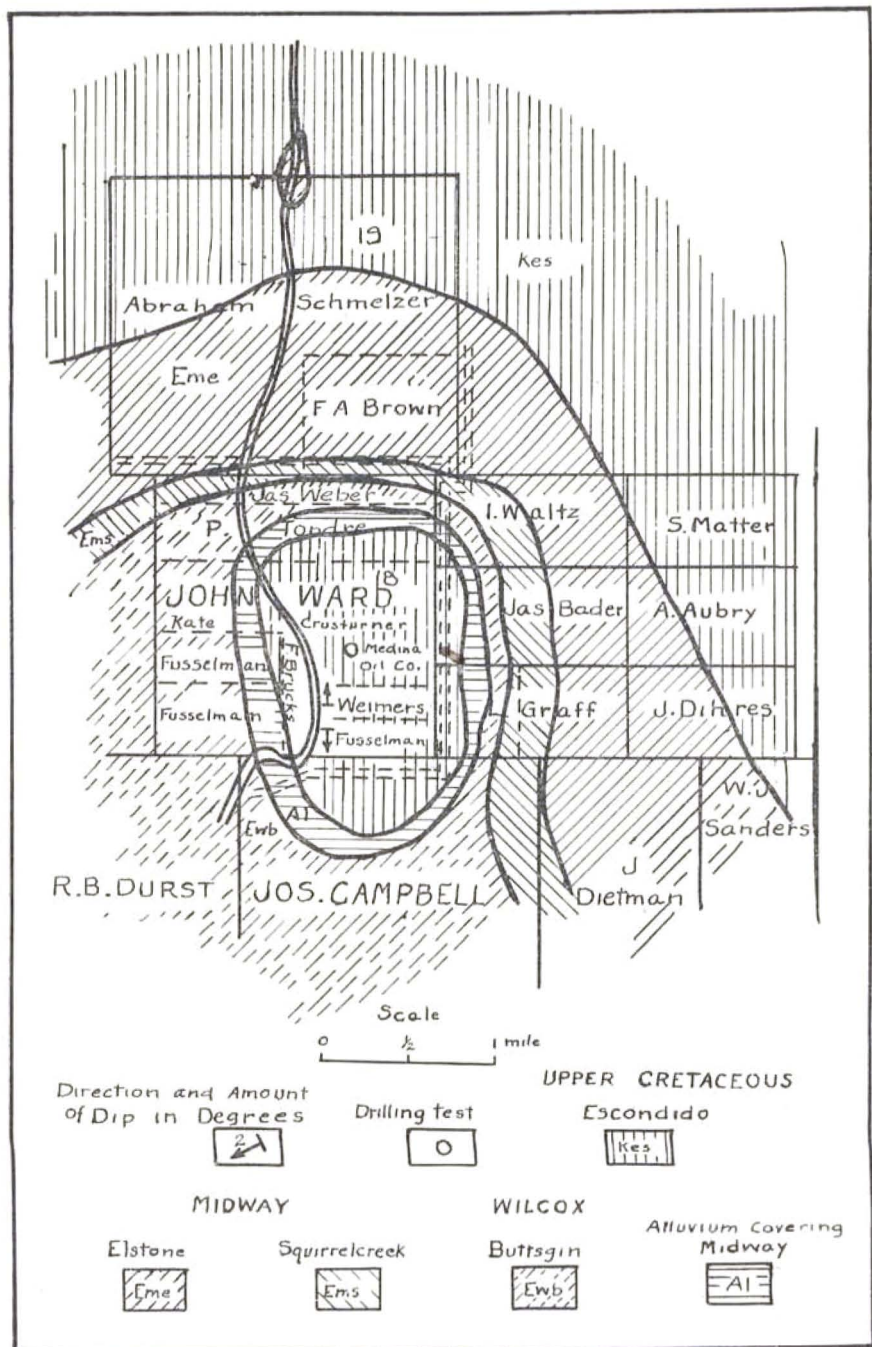 19
Kes
Abraham Schmelzer
Eme
F A Brown
Jas Weber
I. Waltz
S. Matter
Ems
P Tondre
18
JOHN WARD
Jas Bader
A. Aubry
Kate
Crusturner
Medina
Oil Co.
Fusselman
F. Brucks
Weimers
Graff
J. Dihres
Fusselman
Fusselman
W. J.
Sanders
Al
Ewb
J
Dietman
R. B. DURST
JOS. CAMPBELL
Scale
0 1/2 1 mile
UPPER CRETACEOUS
Direction and Amount
of Dip in Degrees
Drilling test
Escondido
2
Kes
MIDWAY
WILCOX
Alluvium Covering
Midway
Elstone
Squirrelcreek
Buttsgin
Eme
Ems
Ewb
Al